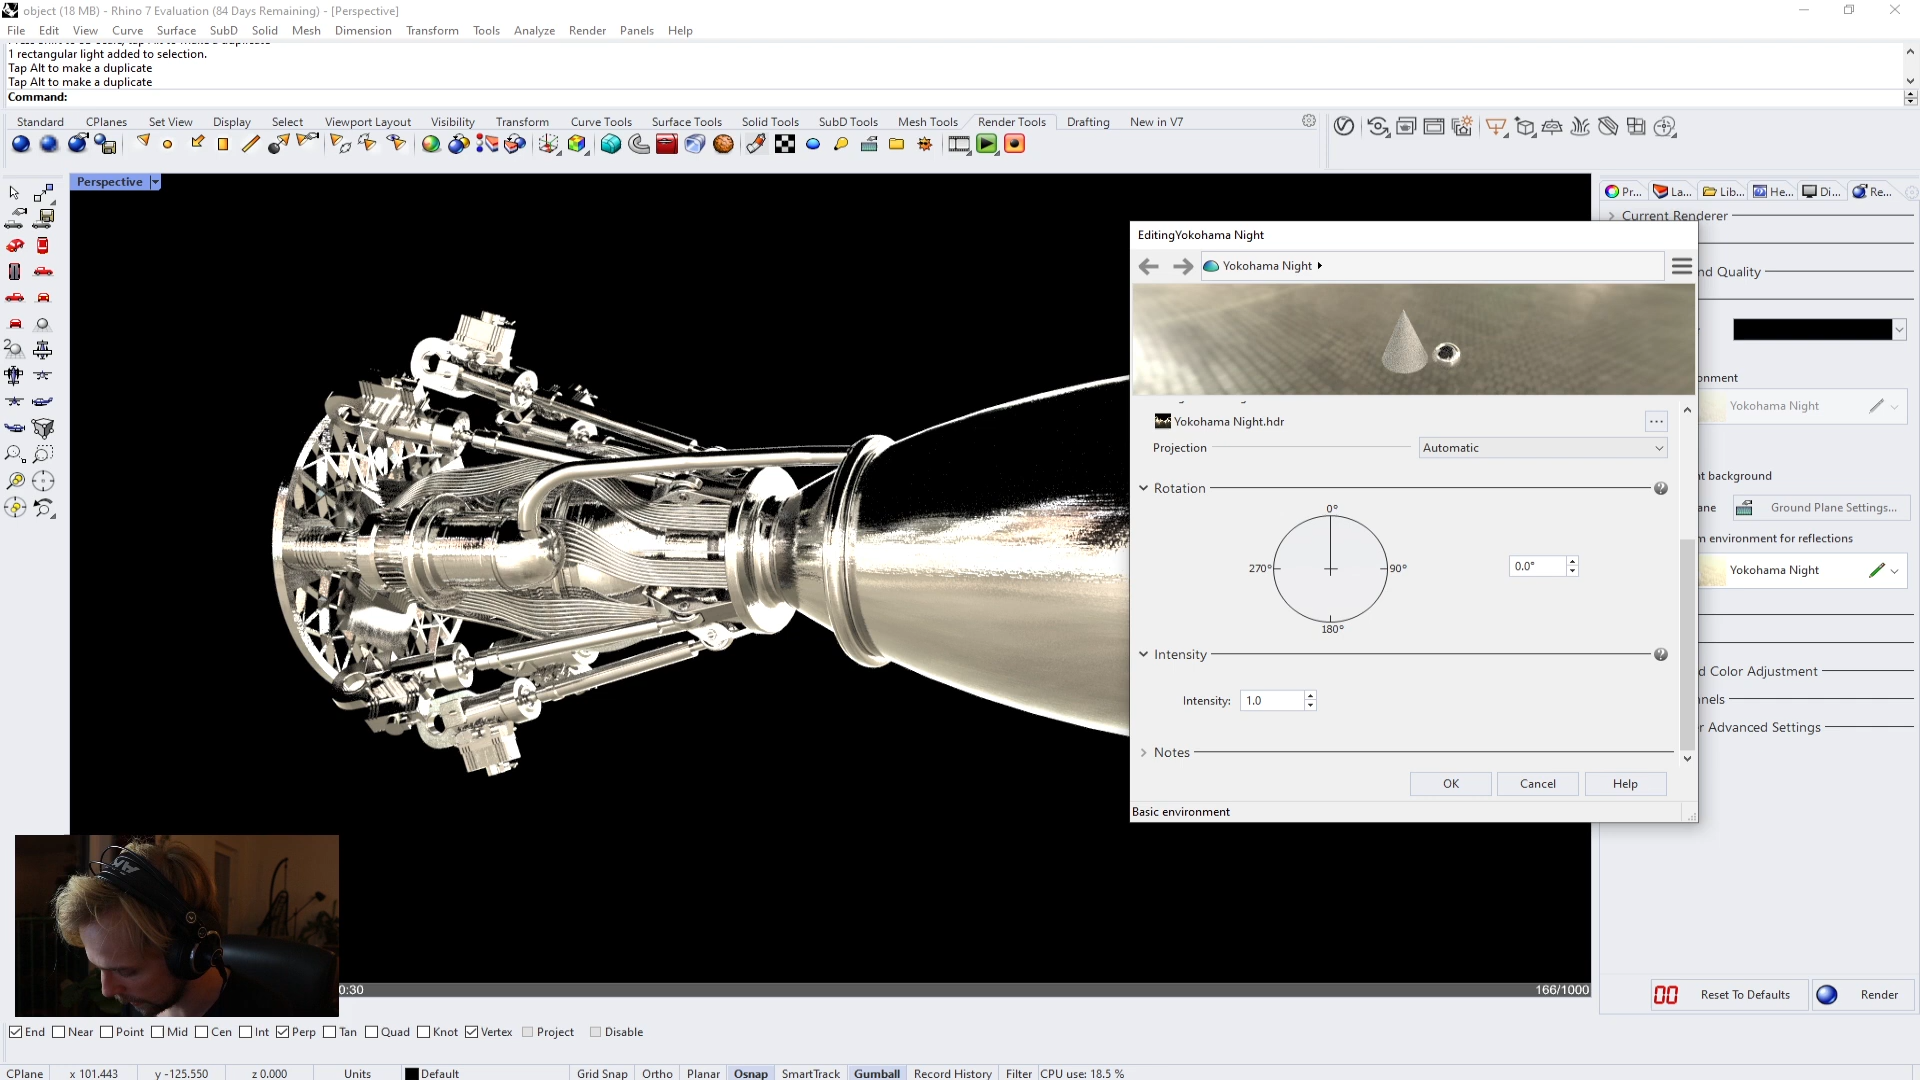 object (18 MB) - Rhino 7 Evaluation (84 Days Remaining) - [Perspective]
File Edit View Curve Surface SubD Solid Mesh Dimension Transform Tools Analyze Render Panels Help
1 rectangular light added to selection.
Tap Alt to make a duplicate
Tap Alt to make a duplicate
Command:
Standard CPlanes Set View Display Select Viewport Layout Visibility Transform Curve Tools Surface Tools Solid Tools SubD Tools Mesh Tools Render Tools Drafting New in V7
Perspective
Pr... La... Lib... He... Di... Re...
Current Renderer
EditingYokohama Night
Yokohama Night
nd Quality
onment
Yokohama Night
Yokohama Night.hdr
...
Projection Automatic
nt background
Rotation
ane Ground Plane Settings...
0°
n environment for reflections
270° 90° 0.0°
Yokohama Night
180°
Intensity
d Color Adjustment
Intensity: 1.0
nnels
r Advanced Settings
Notes
OK Cancel Help
Basic environment
0:30 166/1000
Reset To Defaults Render
End Near Point Mid Cen Int Perp Tan Quad Knot Vertex Project Disable
CPlane x 101.443 y -125.550 z 0.000 Units Default Grid Snap Ortho Planar Osnap SmartTrack Gumball Record History Filter CPU use: 18.5 %